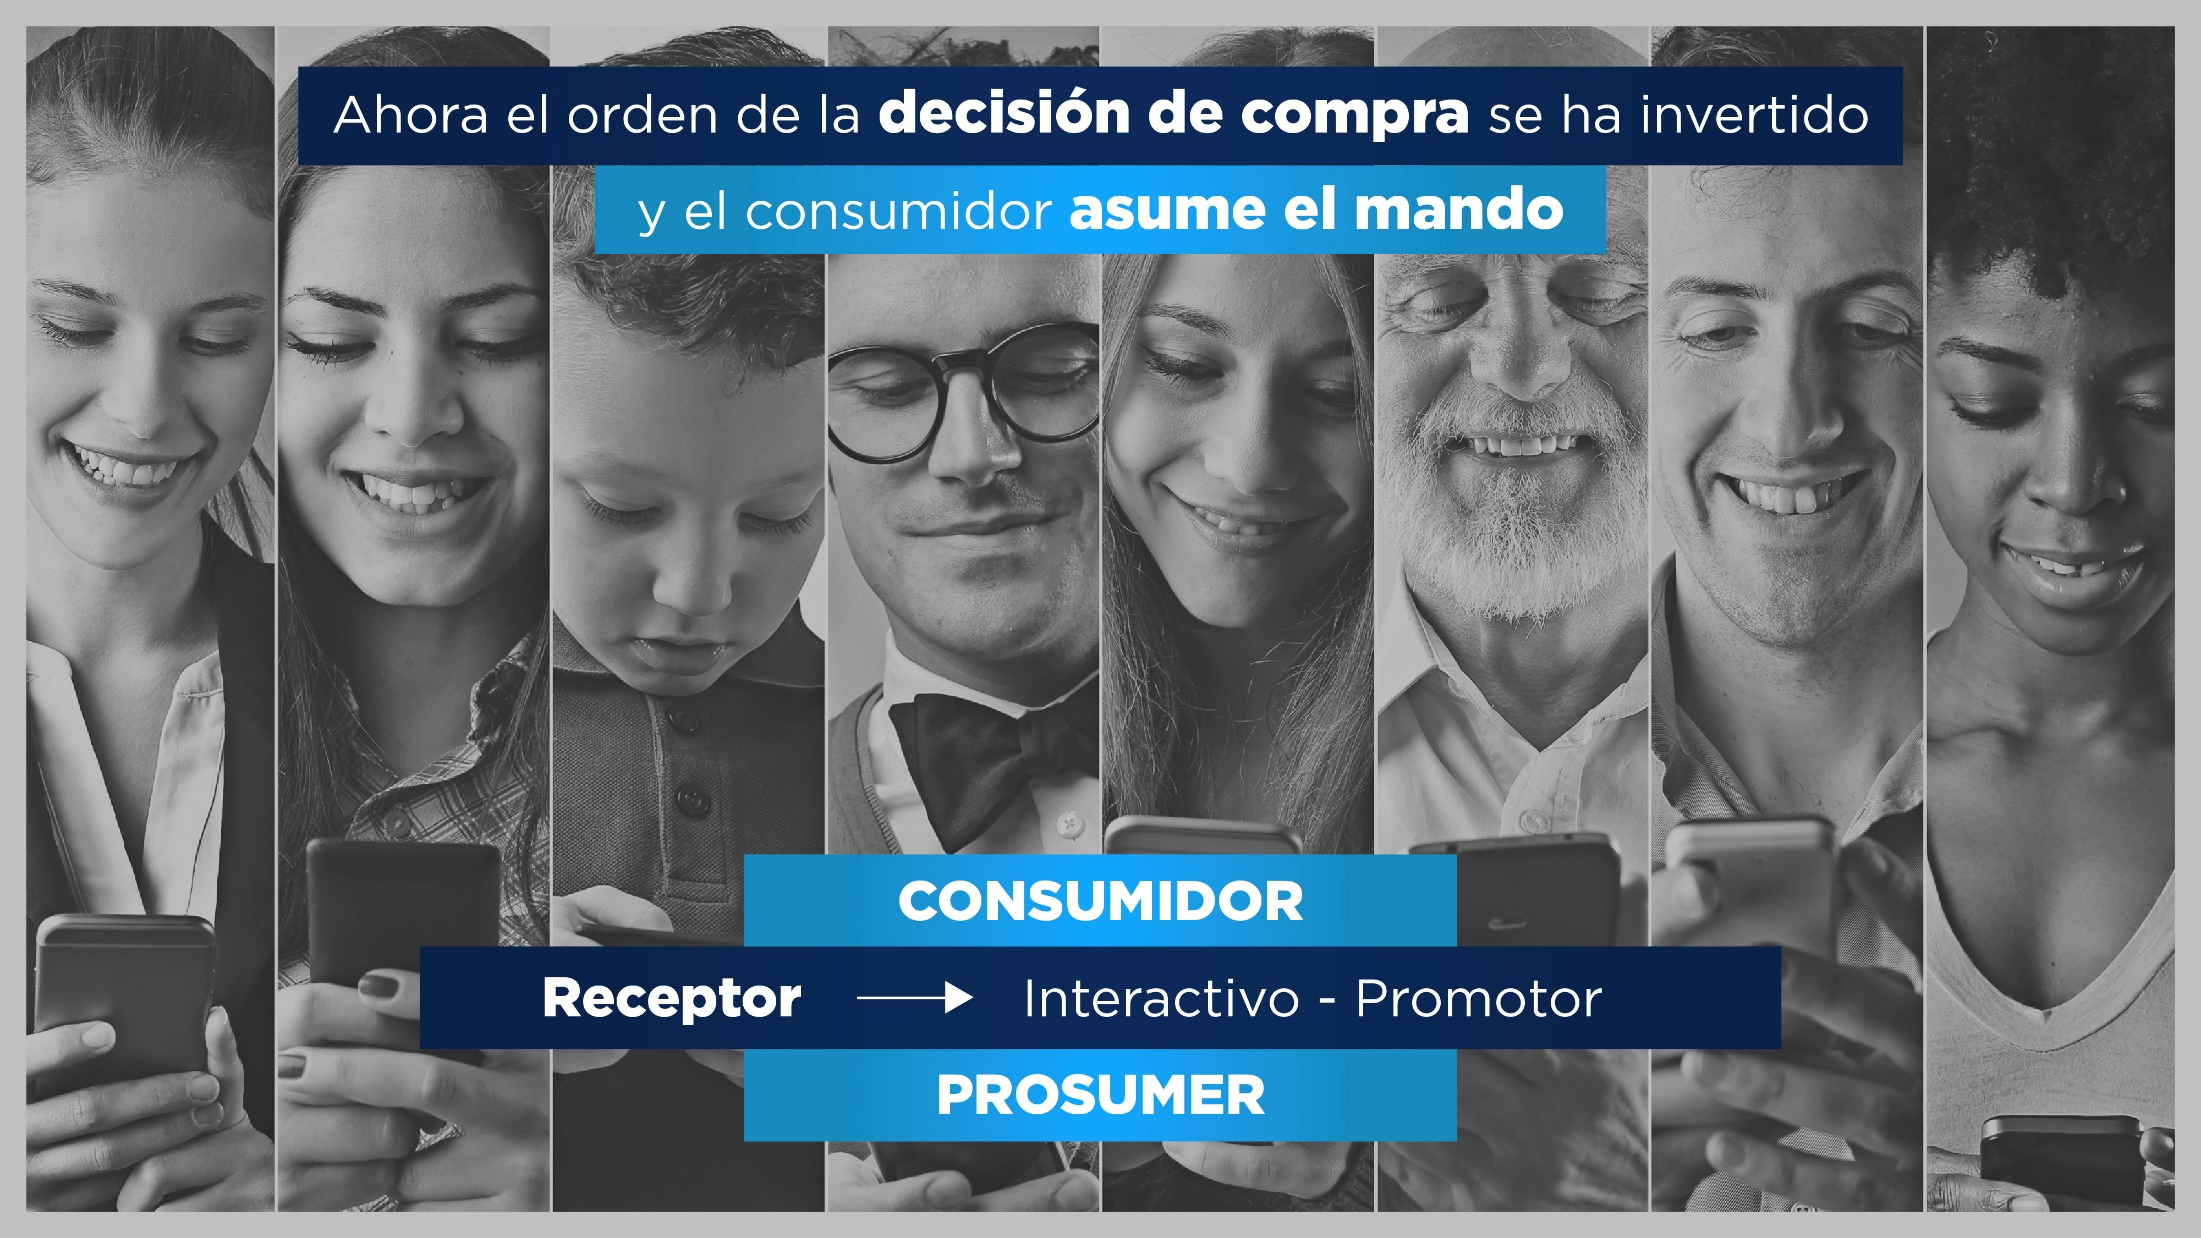 Ahora el orden de la decisión de compra se ha invertido
y el consumidor asume el mando
CONSUMIDOR
Receptor → Interactivo - Promotor
PROSUMER